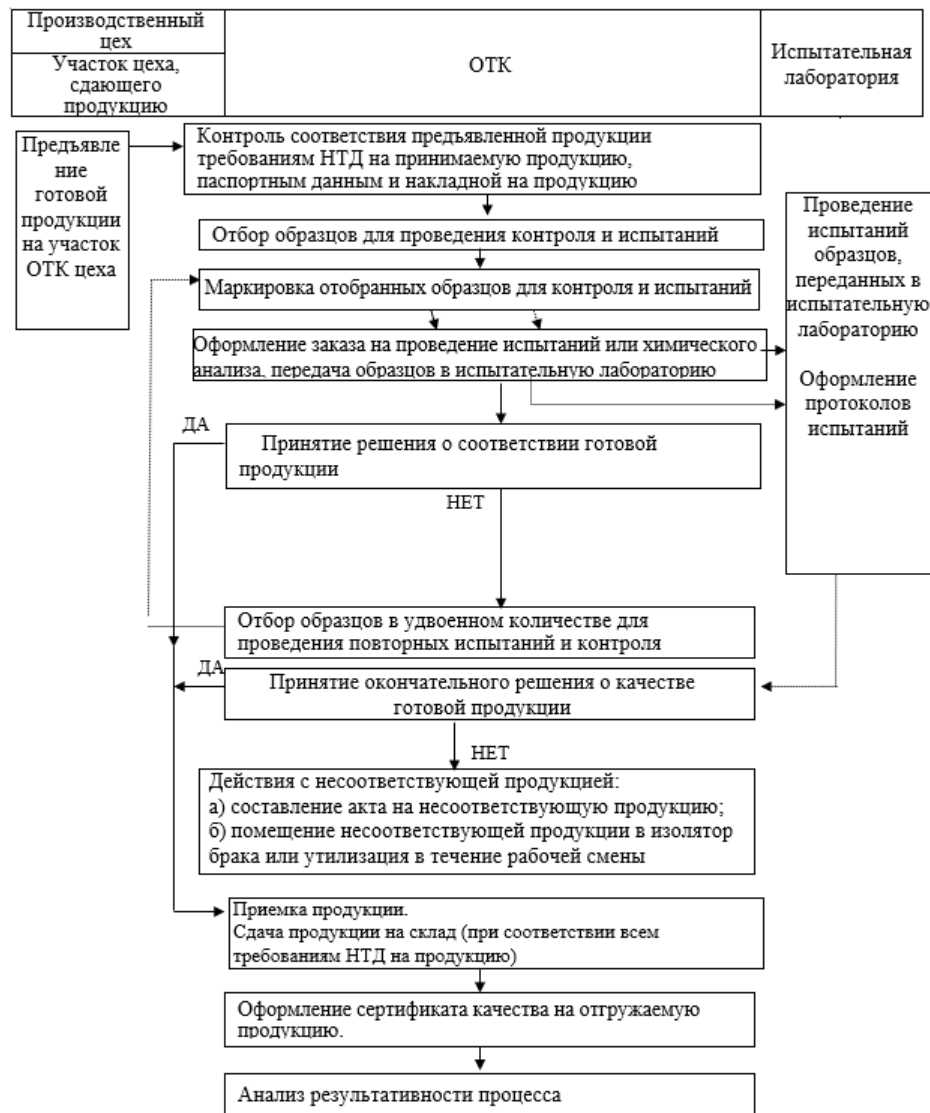 Производственный
цех
Участок цеха,
сдающего
продукцию
ОТК
Испытательная
лаборатория
Предъявле
ние
готовой
продукции
на участок
ОТК цеха
Контроль соответствия предъявленной продукции
требованиям НТД на принимаемую продукцию,
паспортным данным и накладной на продукцию
Отбор образцов для проведения контроля и испытаний
Маркировка отобранных образцов для контроля и испытаний
Оформление заказа на проведение испытаний или химического
анализа, передача образцов в испытательную лабораторию
Проведение
испытаний
образцов,
переданных в
испытательную
лабораторию
Оформление
протоколов
испытаний
ДА
Принятие решения о соответствии готовой
продукции
НЕТ
Отбор образцов в удвоенном количестве для
проведения повторных испытаний и контроля
ДА
Принятие окончательного решения о качестве
готовой продукции
НЕТ
Действия с несоответствующей продукцией:
а) составление акта на несоответствующую продукцию;
б) помещение несоответствующей продукции в изолятор
брака или утилизация в течение рабочей смены
Приемка продукции.
Сдача продукции на склад (при соответствии всем
требованиям НТД на продукцию)
Оформление сертификата качества на отгружаемую
продукцию.
Анализ результативности процесса